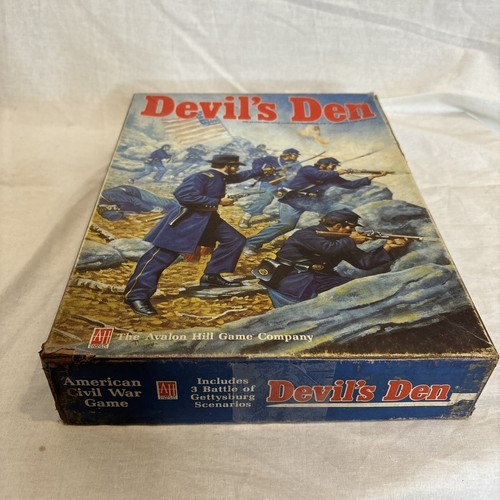 Devil's Den
AH
The Avalon Hill Game Company
American
Civil War
Game
AH
Includes
3 Battle of
Gettysburg
Scenarios
Devil's Den